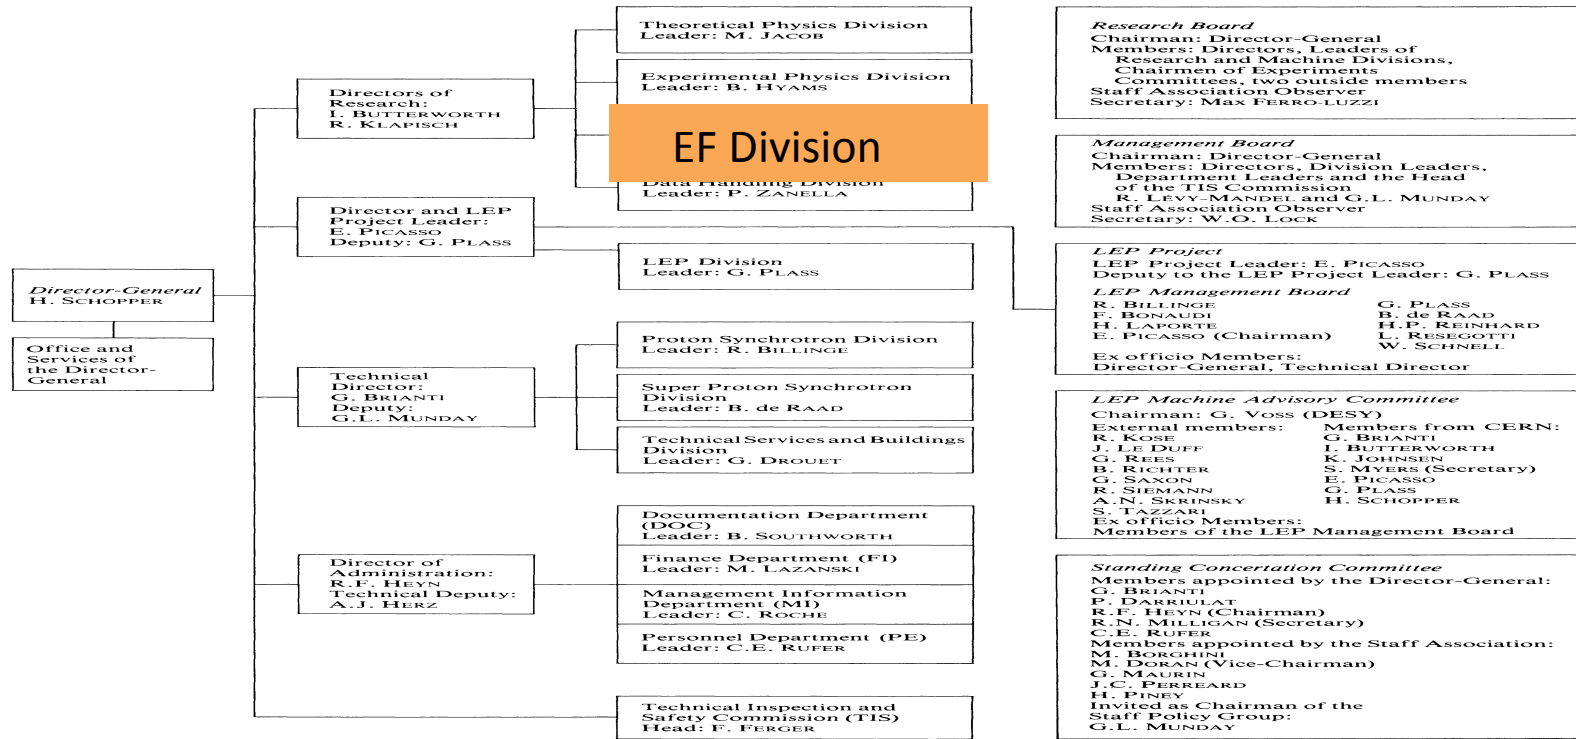 Director-General
H. SCHOPPER
Office and
Services of
the Director-
General
Directors of
Research:
I. BUTTERWORTH
R. KLAPISCH
Director and LEP
Project Leader:
E. PICASSO
Deputy: G. PLASS
Technical
Director:
G. BRIANTI
Deputy:
G.L. MUNDAY
Director of
Administration:
R.F. HEYN
Technical Deputy:
A.J. HERZ
Theoretical Physics Division
Leader: M. JACOB
Experimental Physics Division
Leader: B. HYAMS
EF Division
Data Handling Division
Leader: P. ZANELLA
LEP Division
Leader: G. PLASS
Proton Synchrotron Division
Leader: R. BILLINGE
Super Proton Synchrotron
Division
Leader: B. de RAAD
Technical Services and Buildings
Division
Leader: G. DROUET
Documentation Department
(DOC)
Leader: B. SOUTHWORTH
Finance Department (FI)
Leader: M. LAZANSKI
Management Information
Department (MI)
Leader: C. ROCHE
Personnel Department (PE)
Leader: C.E. RUFER
Technical Inspection and
Safety Commission (TIS)
Head: F. FERGER
Research Board
Chairman: Director-General
Members: Directors, Leaders of
Research and Machine Divisions,
Chairmen of Experiments
Committees, two outside members
Staff Association Observer
Secretary: Max FERRO-LUZZI
Management Board
Chairman: Director-General
Members: Directors, Division Leaders,
Department Leaders and the Head
of the TIS Commission
R. LÉVY-MANDEL and G.L. MUNDAY
Staff Association Observer
Secretary: W.O. LOCK
LEP Project
LEP Project Leader: E. PICASSO
Deputy to the LEP Project Leader: G. PLASS
LEP Management Board
R. BILLINGE
F. BONAUDI
H. LAPORTE
E. PICASSO (Chairman)
G. PLASS
B. de RAAD
H.P. REINHARD
L. RESEGOTTI
W. SCHNELL
Ex officio Members:
Director-General, Technical Director
LEP Machine Advisory Committee
Chairman: G. VOSS (DESY)
External members:
R. KOSE
J. LE DUFF
G. REES
B. RICHTER
G. SAXON
R. SIEMANN
A.N. SKRINSKY
S. TAZZARI
Members from CERN:
G. BRIANTI
I. BUTTERWORTH
K. JOHNSEN
S. MYERS (Secretary)
E. PICASSO
G. PLASS
H. SCHOPPER
Ex officio Members:
Members of the LEP Management Board
Standing Concertation Committee
Members appointed by the Director-General:
G. BRIANTI
P. DARRIULAT
R.F. HEYN (Chairman)
R.N. MILLIGAN (Secretary)
C.E. RUFER
Members appointed by the Staff Association:
M. BORGHINI
M. DORAN (Vice-Chairman)
G. MAURIN
J.C. PERREARD
H. PINEY
Invited as Chairman of the
Staff Policy Group:
G.L. MUNDAY